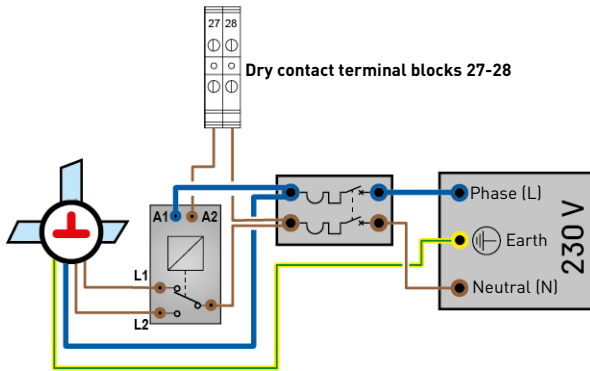 27 28
Dry contact terminal blocks 27-28
A1 A2
L1
L2
Phase (L)
Earth
Neutral (N)
230 V